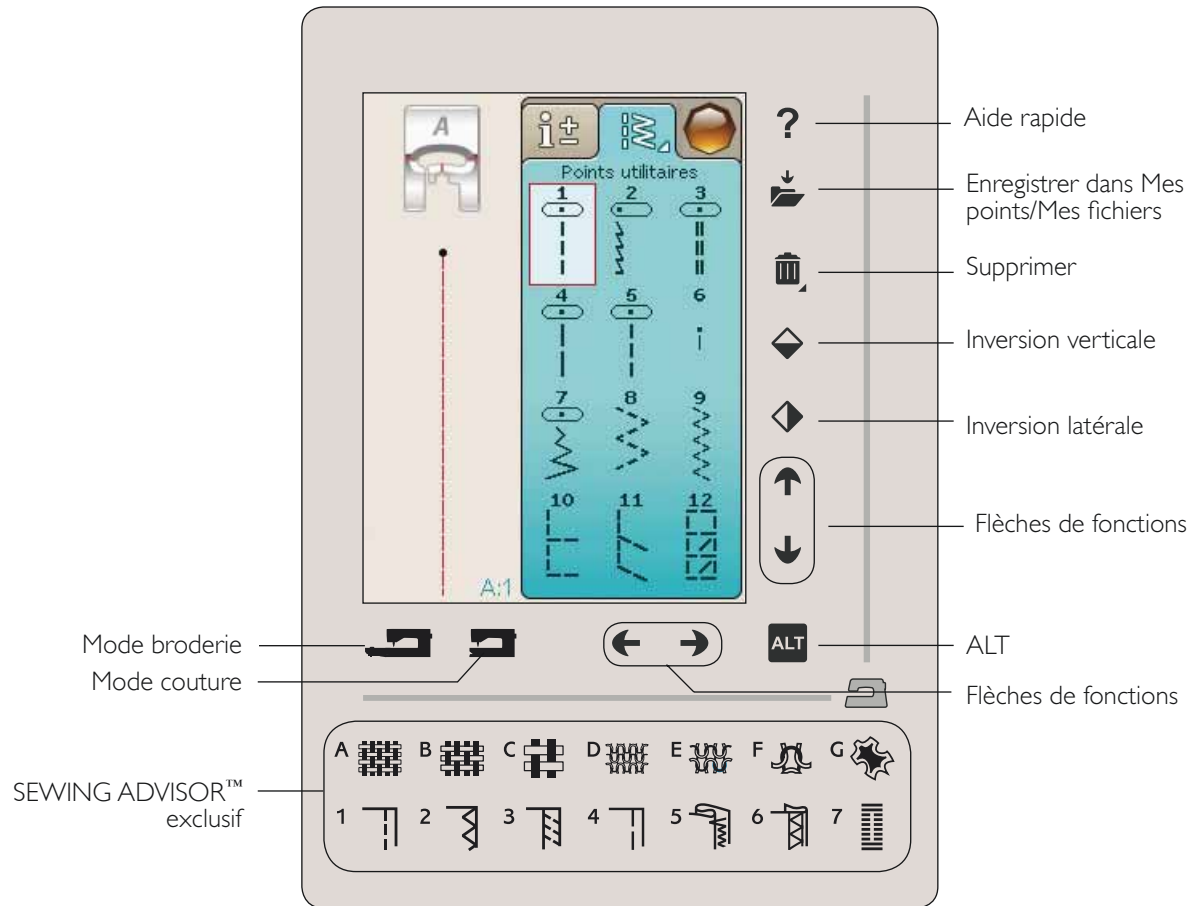 A
i±
Points utilitaires
1 2 3
4 5 6
7 8 9
10 11 12
A:1
?
Aide rapide
Enregistrer dans Mes
points/Mes fichiers
Supprimer
Inversion verticale
Inversion latérale
Flèches de fonctions
Mode broderie
Mode couture
ALT
ALT
Flèches de fonctions
SEWING ADVISOR™
exclusif
A B C D E F G
1 2 3 4 5 6 7